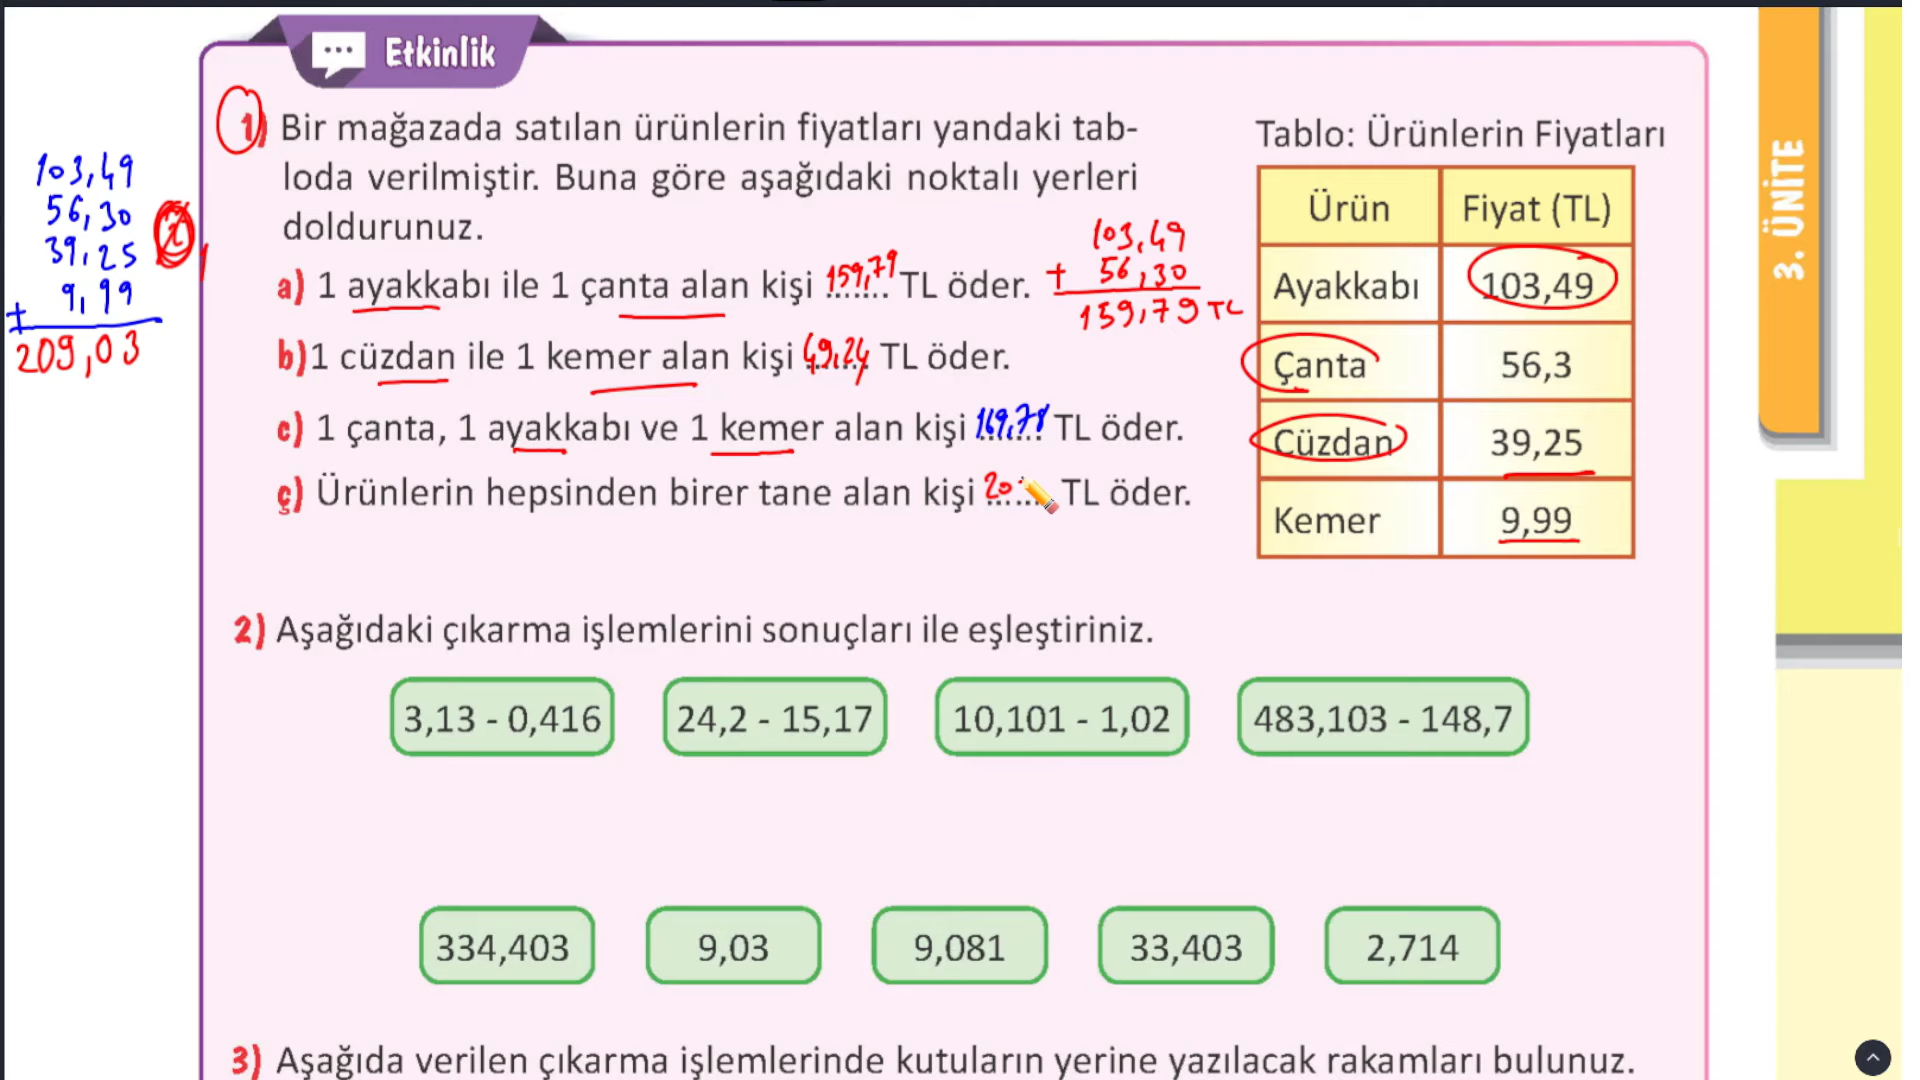 Etkinlik
1) Bir mağazada satılan ürünlerin fiyatları yandaki tab-
loda verilmiştir. Buna göre aşağıdaki noktalı yerleri
doldurunuz.
a) 1 ayakkabı ile 1 çanta alan kişi 159,79 TL öder.
b)1 cüzdan ile 1 kemer alan kişi 49,24 TL öder.
c) 1 çanta, 1 ayakkabı ve 1 kemer alan kişi 169,78 TL öder.
ç) Ürünlerin hepsinden birer tane alan kişi 20...... TL öder.
103,49
56,30
39,25
+ 9,99
209,03
103,49
+ 56,30
159,79 TL
Tablo: Ürünlerin Fiyatları
Ürün Fiyat (TL)
Ayakkabı 103,49
Çanta 56,3
Cüzdan 39,25
Kemer 9,99
3. ÜNİTE
2) Aşağıdaki çıkarma işlemlerini sonuçları ile eşleştiriniz.
3,13 - 0,416 24,2 - 15,17 10,101 - 1,02 483,103 - 148,7
334,403 9,03 9,081 33,403 2,714
3) Aşağıda verilen çıkarma işlemlerinde kutuların yerine yazılacak rakamları bulunuz.